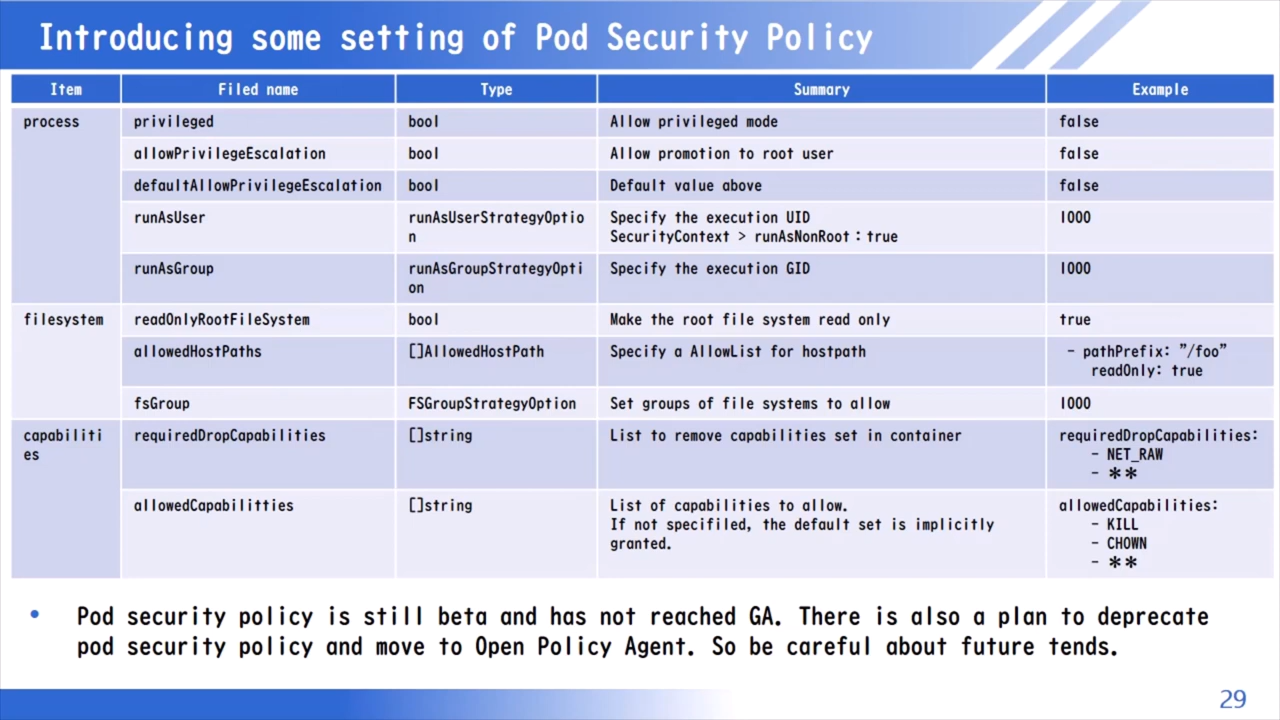 Introducing some setting of Pod Security Policy
Item Filed name Type Summary Example
process privileged bool Allow privileged mode false
allowPrivilegeEscalation bool Allow promotion to root user false
defaultAllowPrivilegeEscalation bool Default value above false
runAsUser runAsUserStrategyOptio Specify the execution UID 1000
n SecurityContext > runAsNonRoot：true
runAsGroup runAsGroupStrategyOpti Specify the execution GID 1000
on
filesystem readOnlyRootFileSystem bool Make the root file system read only true
allowedHostPaths []AllowedHostPath Specify a AllowList for hostpath - pathPrefix: ”/foo”
readOnly: true
fsGroup FSGroupStrategyOption Set groups of file systems to allow 1000
capabiliti requiredDropCapabilities []string List to remove capabilities set in container requiredDropCapabilities:
es - NET_RAW
- **
allowedCapabilitties []string List of capabilities to allow. allowedCapabilities:
If not specifiled, the default set is implicitly - KILL
granted. - CHOWN
- **
• Pod security policy is still beta and has not reached GA. There is also a plan to deprecate
pod security policy and move to Open Policy Agent. So be careful about future tends.
29